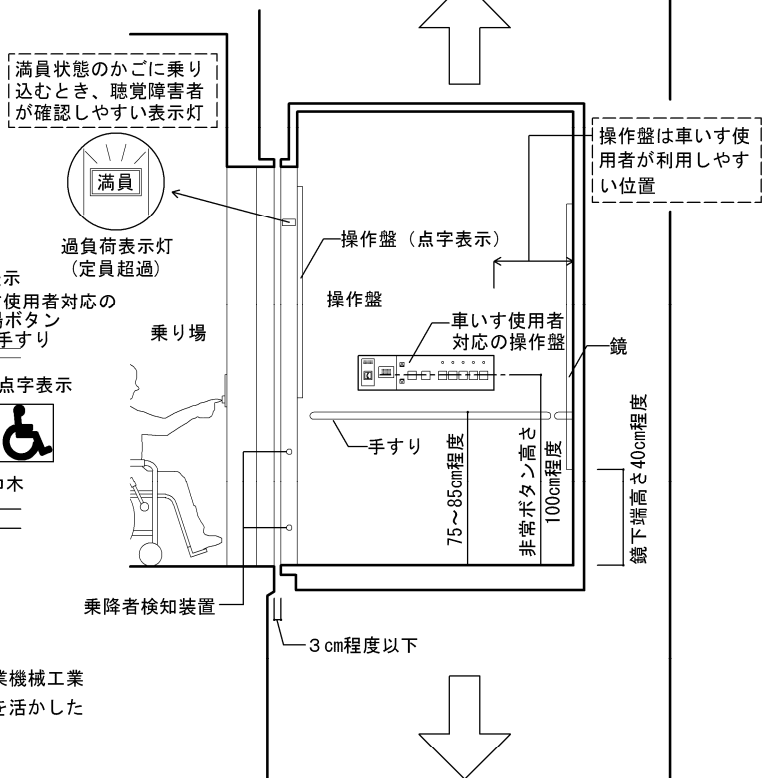 満員状態のかごに乗り
込むとき、聴覚障害者
が確認しやすい表示灯
満員
過負荷表示灯
(定員超過)
示
使用者対応の
ボタン
手すり
点字表示
木
乗り場
乗降者検知装置
3㎝程度以下
操作盤(点字表示)
操作盤
車いす使用者
対応の操作盤
手すり
75~85㎝程度
非常ボタン高さ
100㎝程度
操作盤は車いす使
用者が利用しやす
い位置
鏡
鏡下端高さ40㎝程度
業機械工業
を活かした